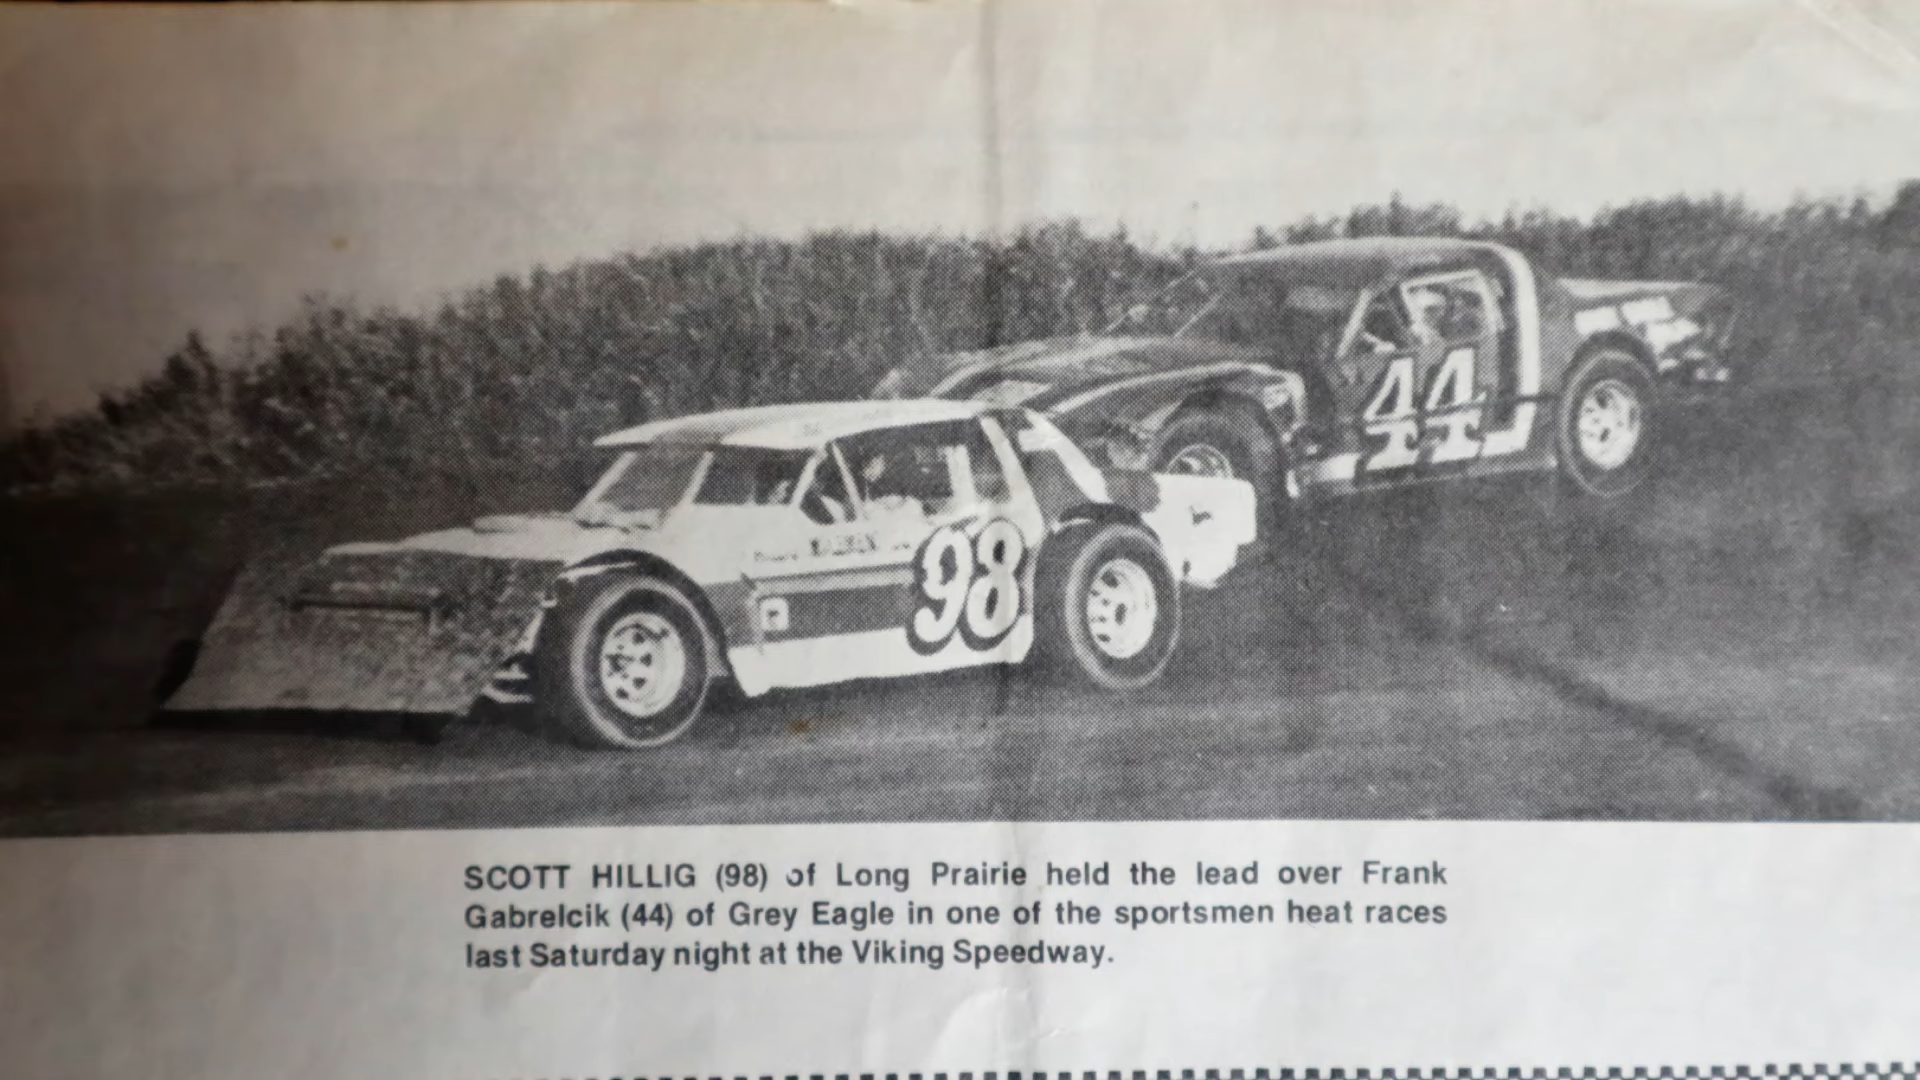 44
98
SCOTT HILLIG (98) of Long Prairie held the lead over Frank
Gabrelcik (44) of Grey Eagle in one of the sportsmen heat races
last Saturday night at the Viking Speedway.